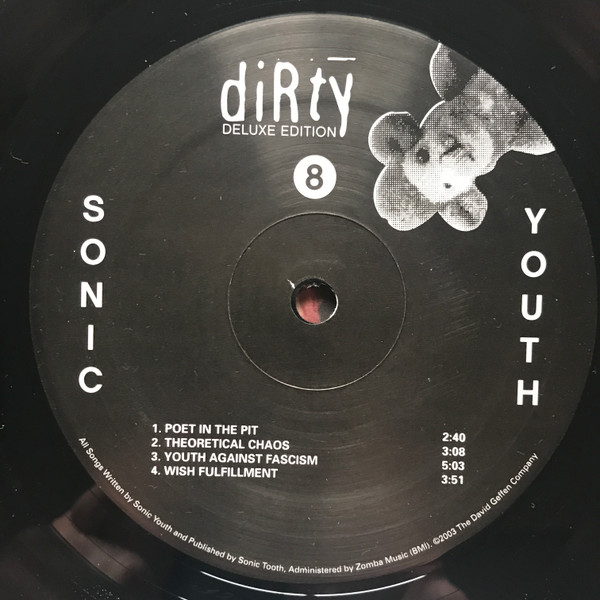 diRty
DELUXE EDITION
8
SONIC
YOUTH
1. POET IN THE PIT 2:40
2. THEORETICAL CHAOS 3:08
3. YOUTH AGAINST FASCISM 5:03
4. WISH FULFILLMENT 3:51
All Songs Written by Sonic Youth and Published by Sonic Tooth, Administered by Zomba Music (BMI). ©2003 The David Geffen Company